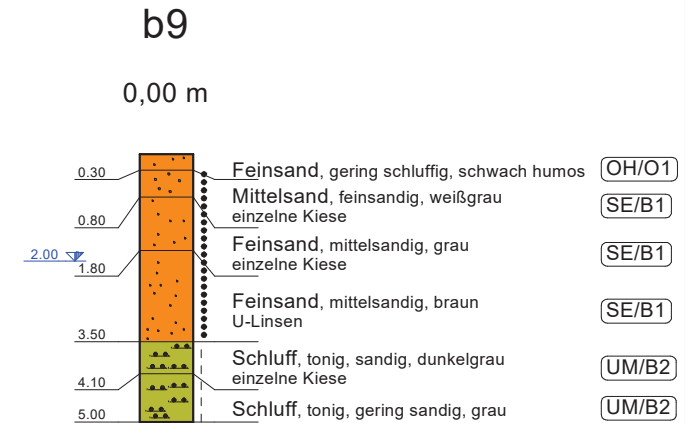 b9
0,00 m
0.30 Feinsand, gering schluffig, schwach humos OH/O1
Mittelsand, feinsandig, weißgrau SE/B1
0.80 einzelne Kiese
Feinsand, mittelsandig, grau SE/B1
2.00
1.80 einzelne Kiese
Feinsand, mittelsandig, braun SE/B1
U-Linsen
3.50
Schluff, tonig, sandig, dunkelgrau UM/B2
4.10 einzelne Kiese
5.00 Schluff, tonig, gering sandig, grau UM/B2